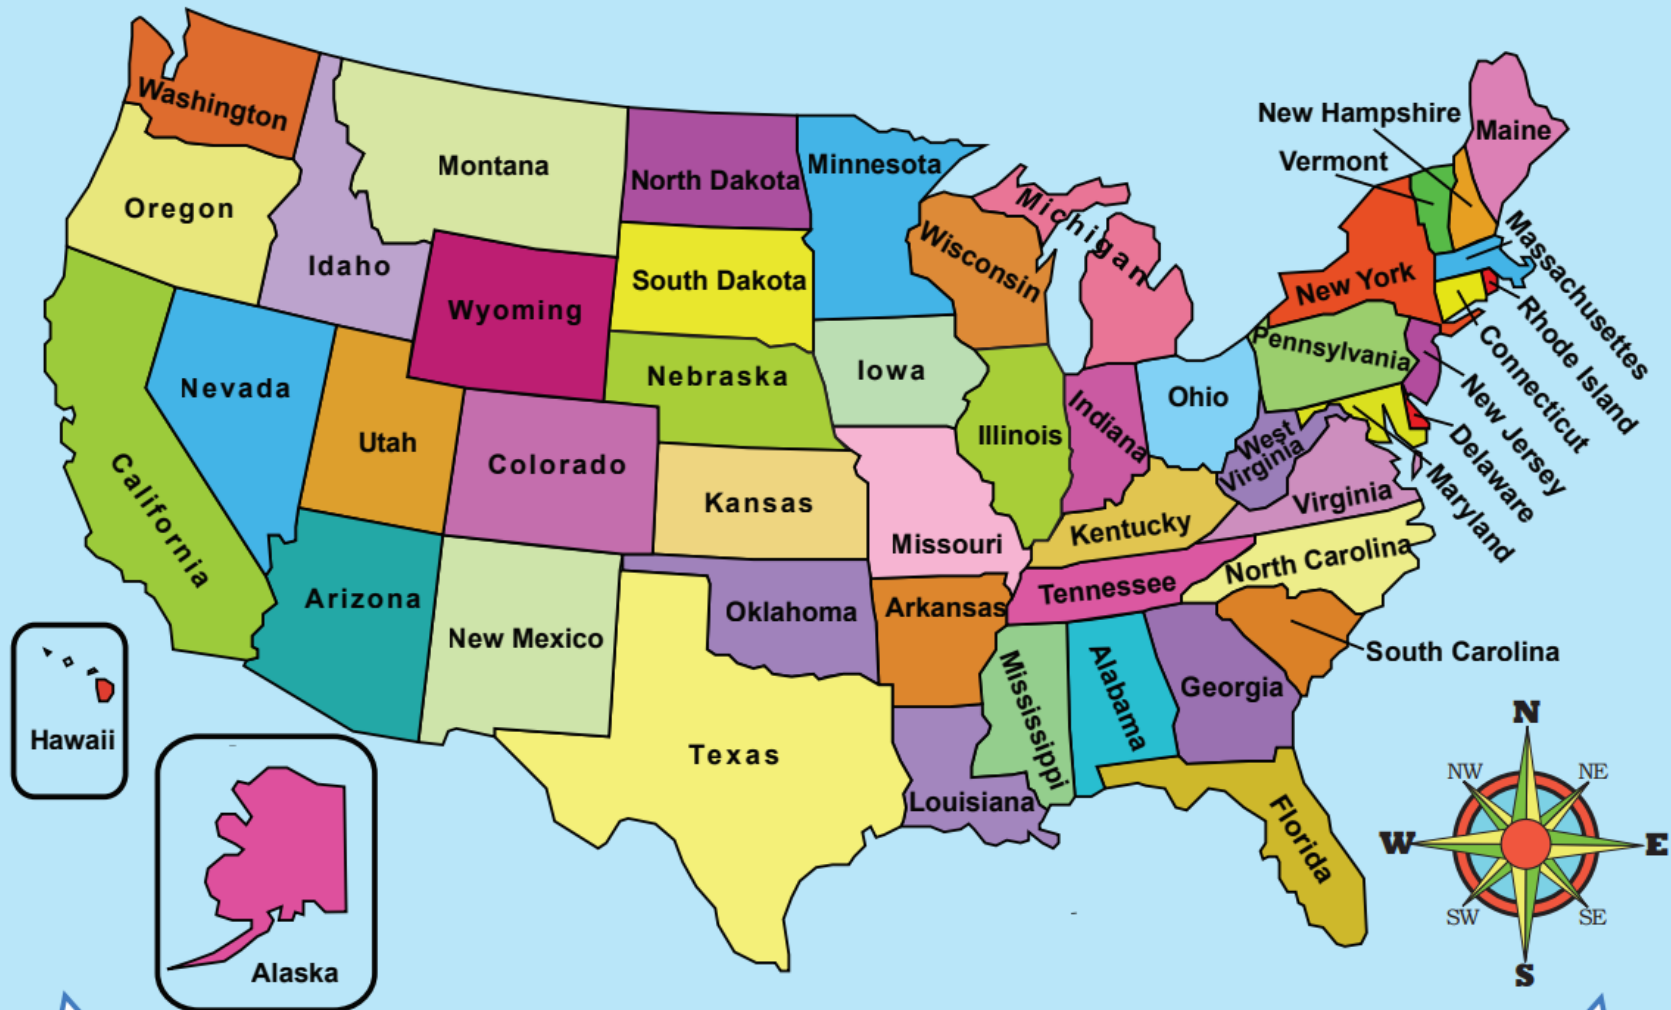 Washington
Oregon
California
Nevada
Idaho
Montana
Wyoming
Utah
Colorado
Arizona
New Mexico
North Dakota
South Dakota
Nebraska
Kansas
Oklahoma
Texas
Minnesota
Iowa
Missouri
Arkansas
Louisiana
Wisconsin
Illinois
Michigan
Indiana
Ohio
Kentucky
Tennessee
Mississippi
Alabama
Georgia
Florida
South Carolina
North Carolina
Virginia
West
Virginia
Pennsylvania
New York
Vermont
New Hampshire
Maine
Massachusettes
Rhode Island
Connecticut
New Jersey
Delaware
Maryland
Hawaii
Alaska
N
NW
NE
W
E
SW
SE
S